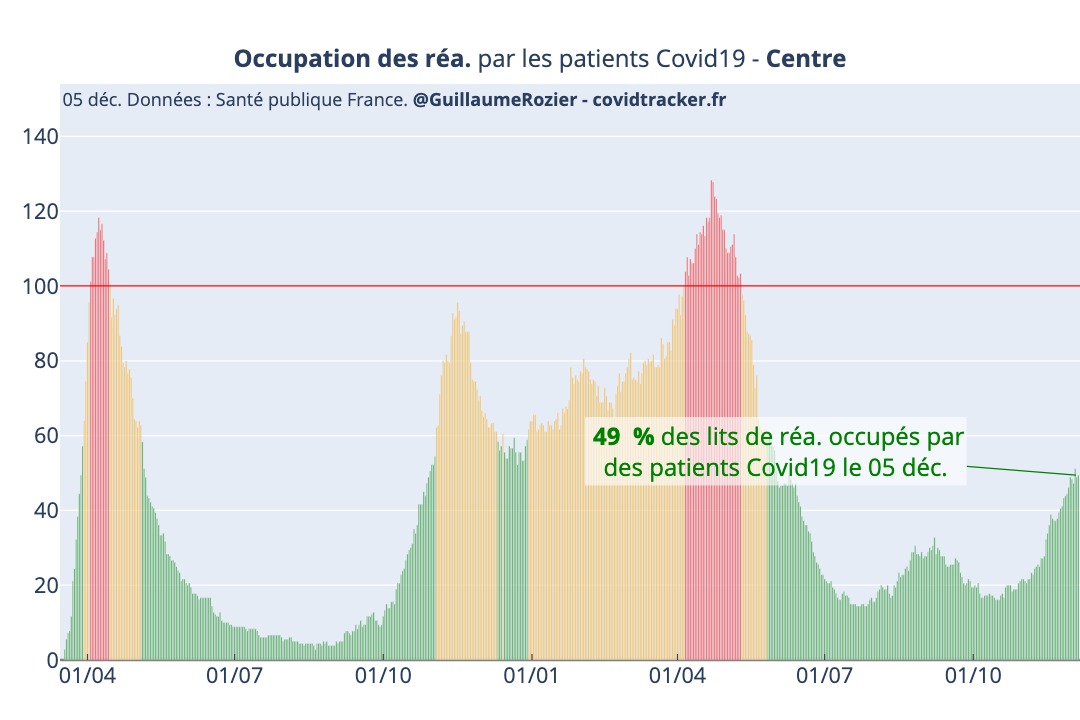 Occupation des réa. par les patients Covid19 - Centre
05 déc. Données : Santé publique France. @GuillaumeRozier - covidtracker.fr
140
120
100
80
60
40
20
0
49 % des lits de réa. occupés par
des patients Covid19 le 05 déc.
01/04 01/07 01/10 01/01 01/04 01/07 01/10